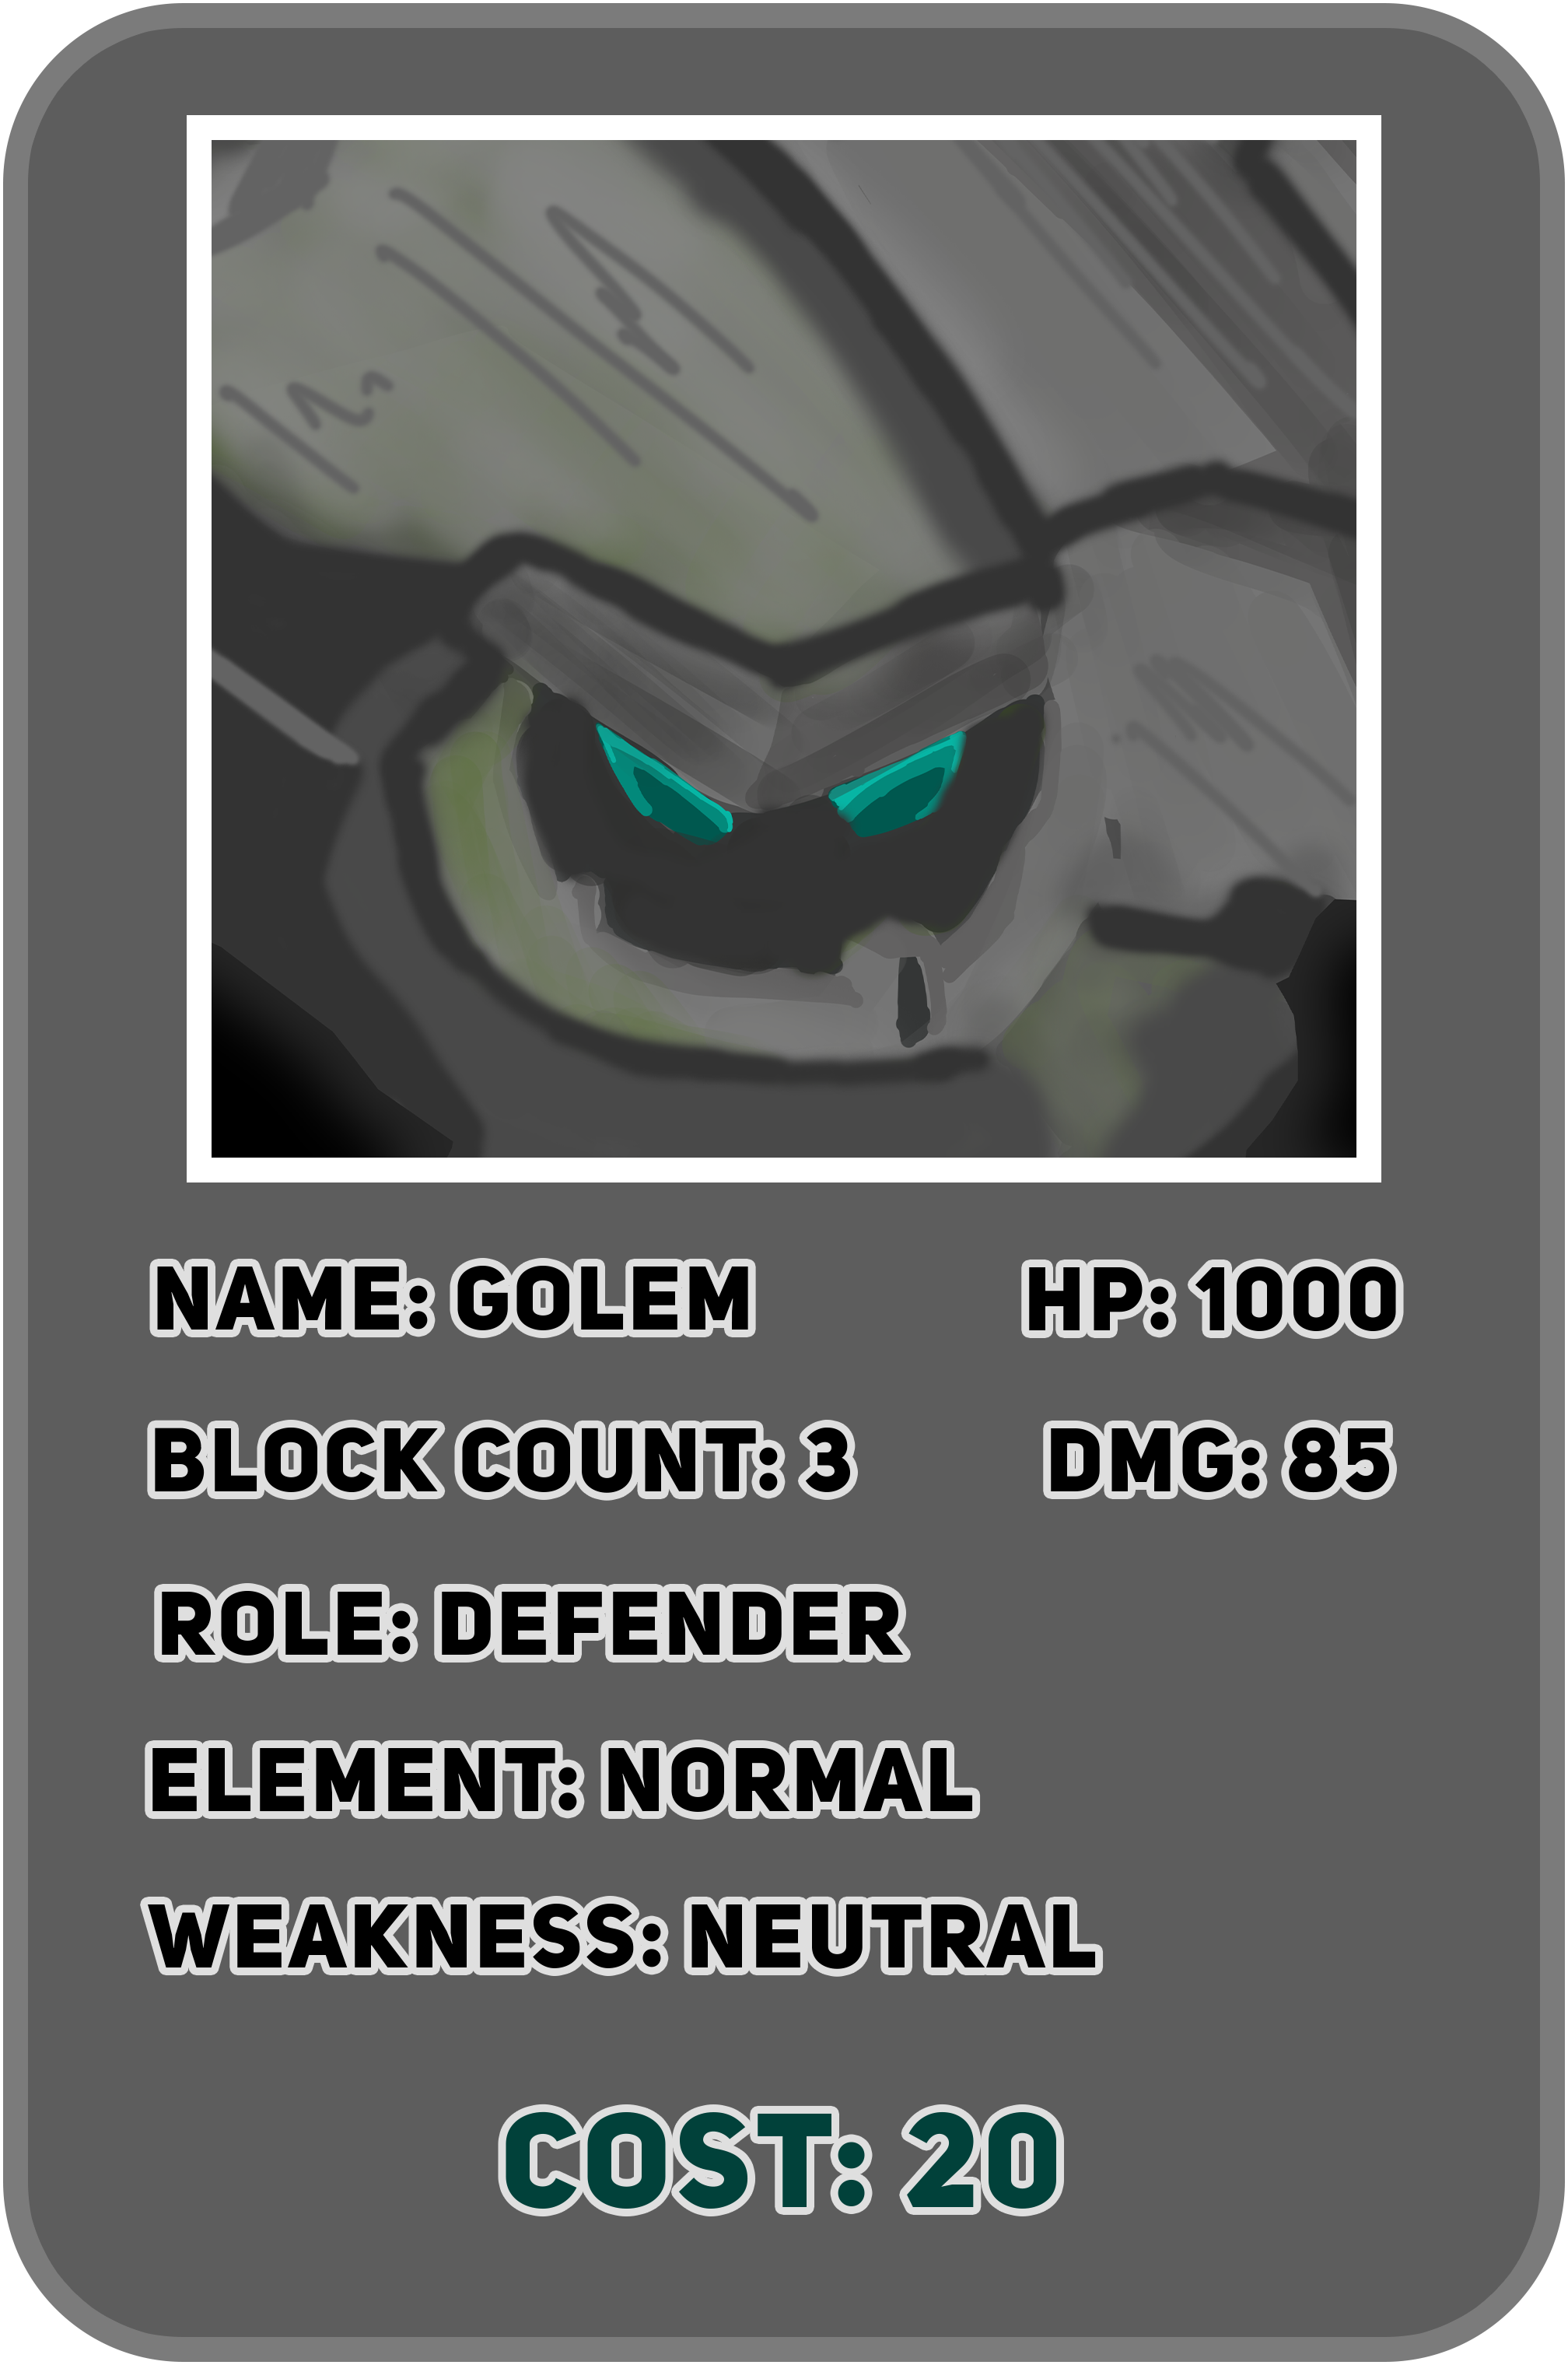 NAME: GOLEM HP: 1000
BLOCK COUNT: 3 DMG: 85
ROLE: DEFENDER
ELEMENT: NORMAL
WEAKNESS: NEUTRAL
COST: 20